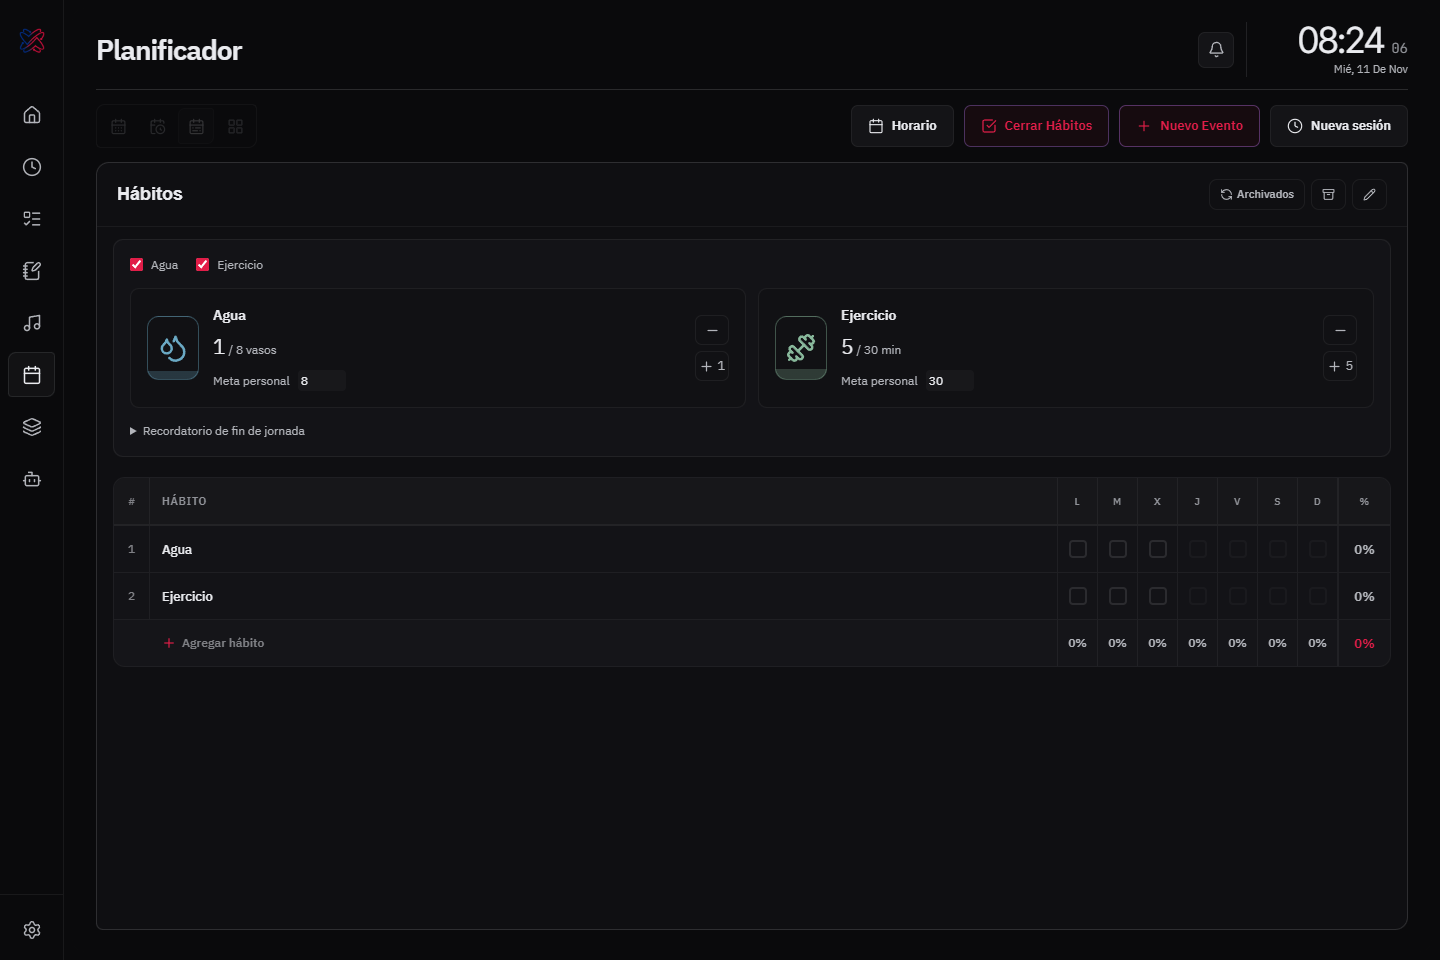 Planificador
08:24 06
Mié, 11 De Nov
Horario
Cerrar Hábitos
Nuevo Evento
Nueva sesión
Hábitos
Archivados
Agua
Ejercicio
Agua
1 / 8 vasos
Meta personal 8
+ 1
Ejercicio
5 / 30 min
Meta personal 30
+ 5
Recordatorio de fin de jornada
# HÁBITO L M X J V S D %
1 Agua 0%
2 Ejercicio 0%
+ Agregar hábito 0% 0% 0% 0% 0% 0% 0% 0%